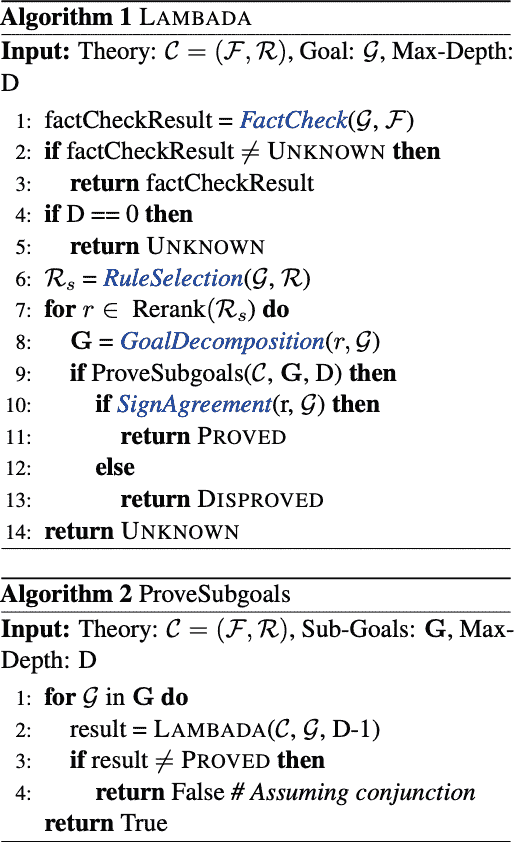 Algorithm 1 LAMBADA
Input: Theory: 𝒞 = (ℱ, ℛ), Goal: 𝒢, Max-Depth:
D
1: factCheckResult = FactCheck(𝒢, ℱ)
2: if factCheckResult ≠ UNKNOWN then
3: return factCheckResult
4: if D == 0 then
5: return UNKNOWN
6: ℛₛ = RuleSelection(𝒢, ℛ)
7: for r ∈ Rerank(ℛₛ) do
8: G = GoalDecomposition(r, 𝒢)
9: if ProveSubgoals(𝒞, G, D) then
10: if SignAgreement(r, 𝒢) then
11: return PROVED
12: else
13: return DISPROVED
14: return UNKNOWN
Algorithm 2 ProveSubgoals
Input: Theory: 𝒞 = (ℱ, ℛ), Sub-Goals: G, Max-
Depth: D
1: for 𝒢 in G do
2: result = LAMBADA(𝒞, 𝒢, D-1)
3: if result ≠ PROVED then
4: return False # Assuming conjunction
return True